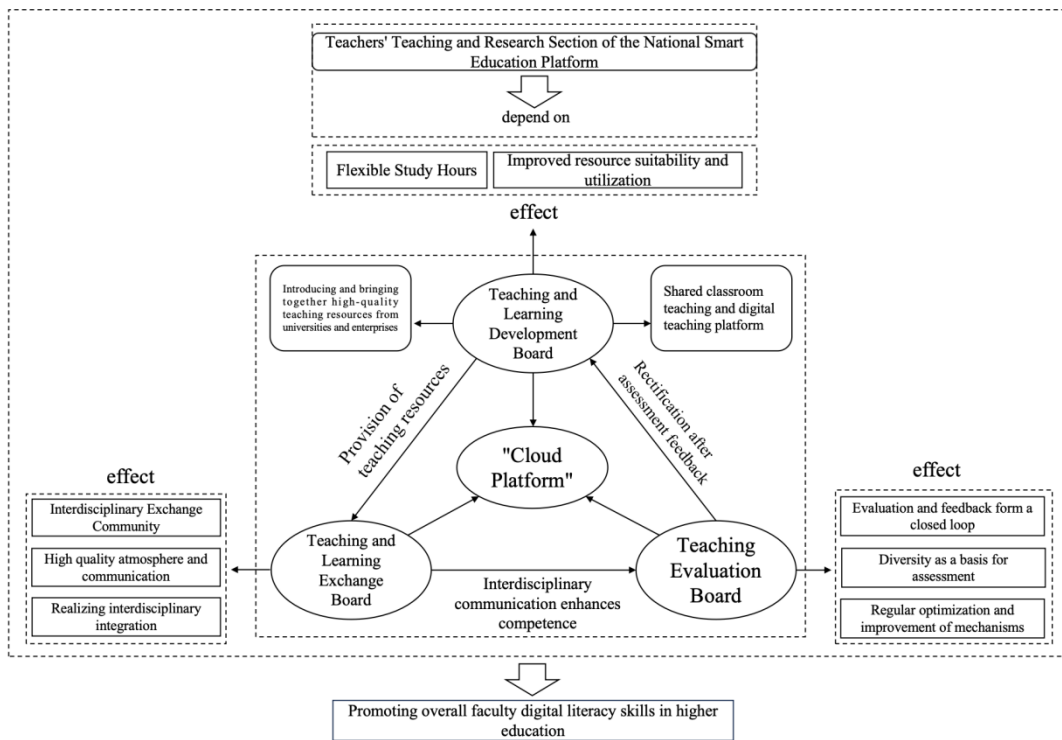 Teachers' Teaching and Research Section of the National Smart
Education Platform
depend on
Flexible Study Hours
Improved resource suitability and
utilization
effect
Introducing and bringing
together high-quality
teaching resources from
universities and enterprises
Teaching and
Learning
Development
Board
Shared classroom
teaching and digital
teaching platform
Provision of
teaching resources
Rectification after
assessment feedback
"Cloud
Platform"
effect
Interdisciplinary Exchange
Community
High quality atmosphere and
communication
Realizing interdisciplinary
integration
Teaching and
Learning
Exchange
Board
Interdisciplinary
communication enhances
competence
Teaching
Evaluation
Board
effect
Evaluation and feedback form a
closed loop
Diversity as a basis for
assessment
Regular optimization and
improvement of mechanisms
Promoting overall faculty digital literacy skills in higher
education